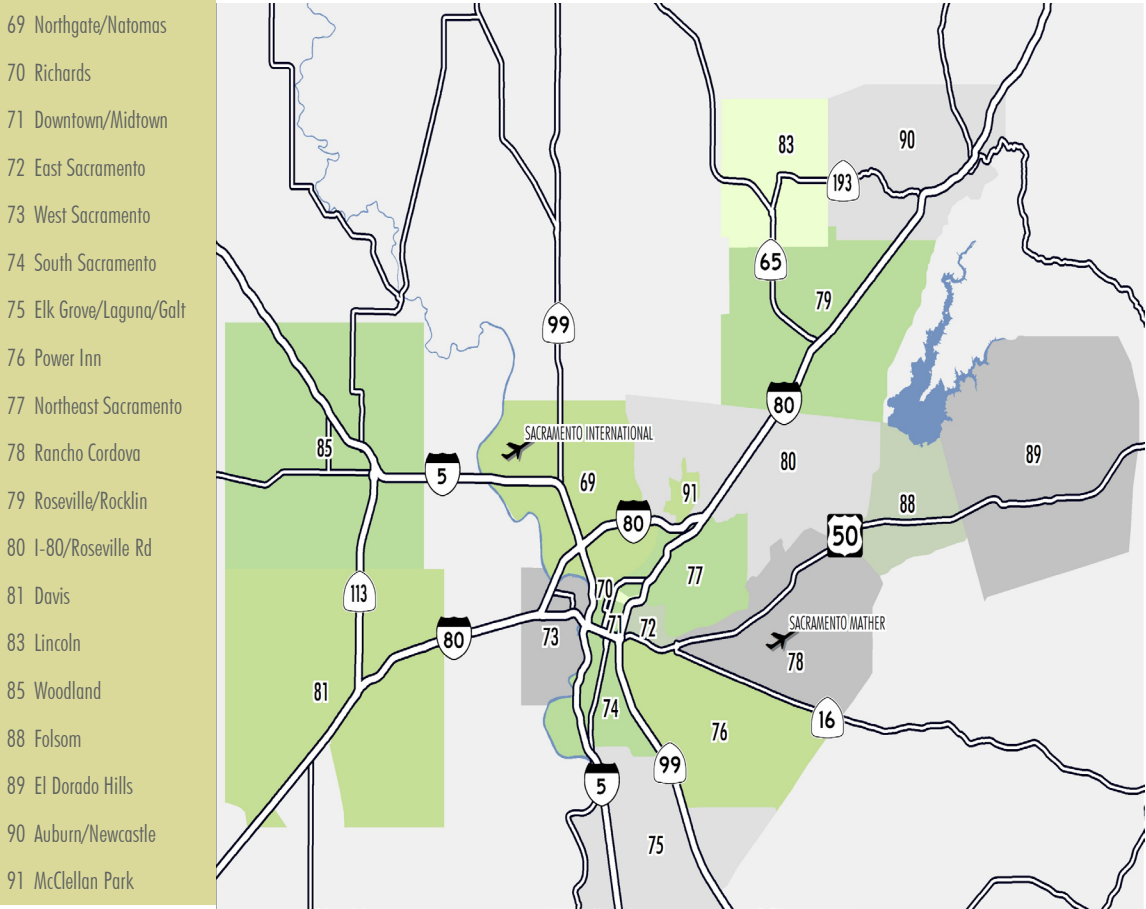 69 Northgate/Natomas
70 Richards
71 Downtown/Midtown
72 East Sacramento
73 West Sacramento
74 South Sacramento
75 Elk Grove/Laguna/Galt
76 Power Inn
77 Northeast Sacramento
78 Rancho Cordova
79 Roseville/Rocklin
80 I-80/Roseville Rd
81 Davis
83 Lincoln
85 Woodland
88 Folsom
89 El Dorado Hills
90 Auburn/Newcastle
91 McClellan Park
83
90
193
65
79
99
80
SACRAMENTO INTERNATIONAL
85
5
69
91
80
89
88
80
50
77
113
70
71
72
73
80
SACRAMENTO MATHER
78
81
74
76
16
99
5
75